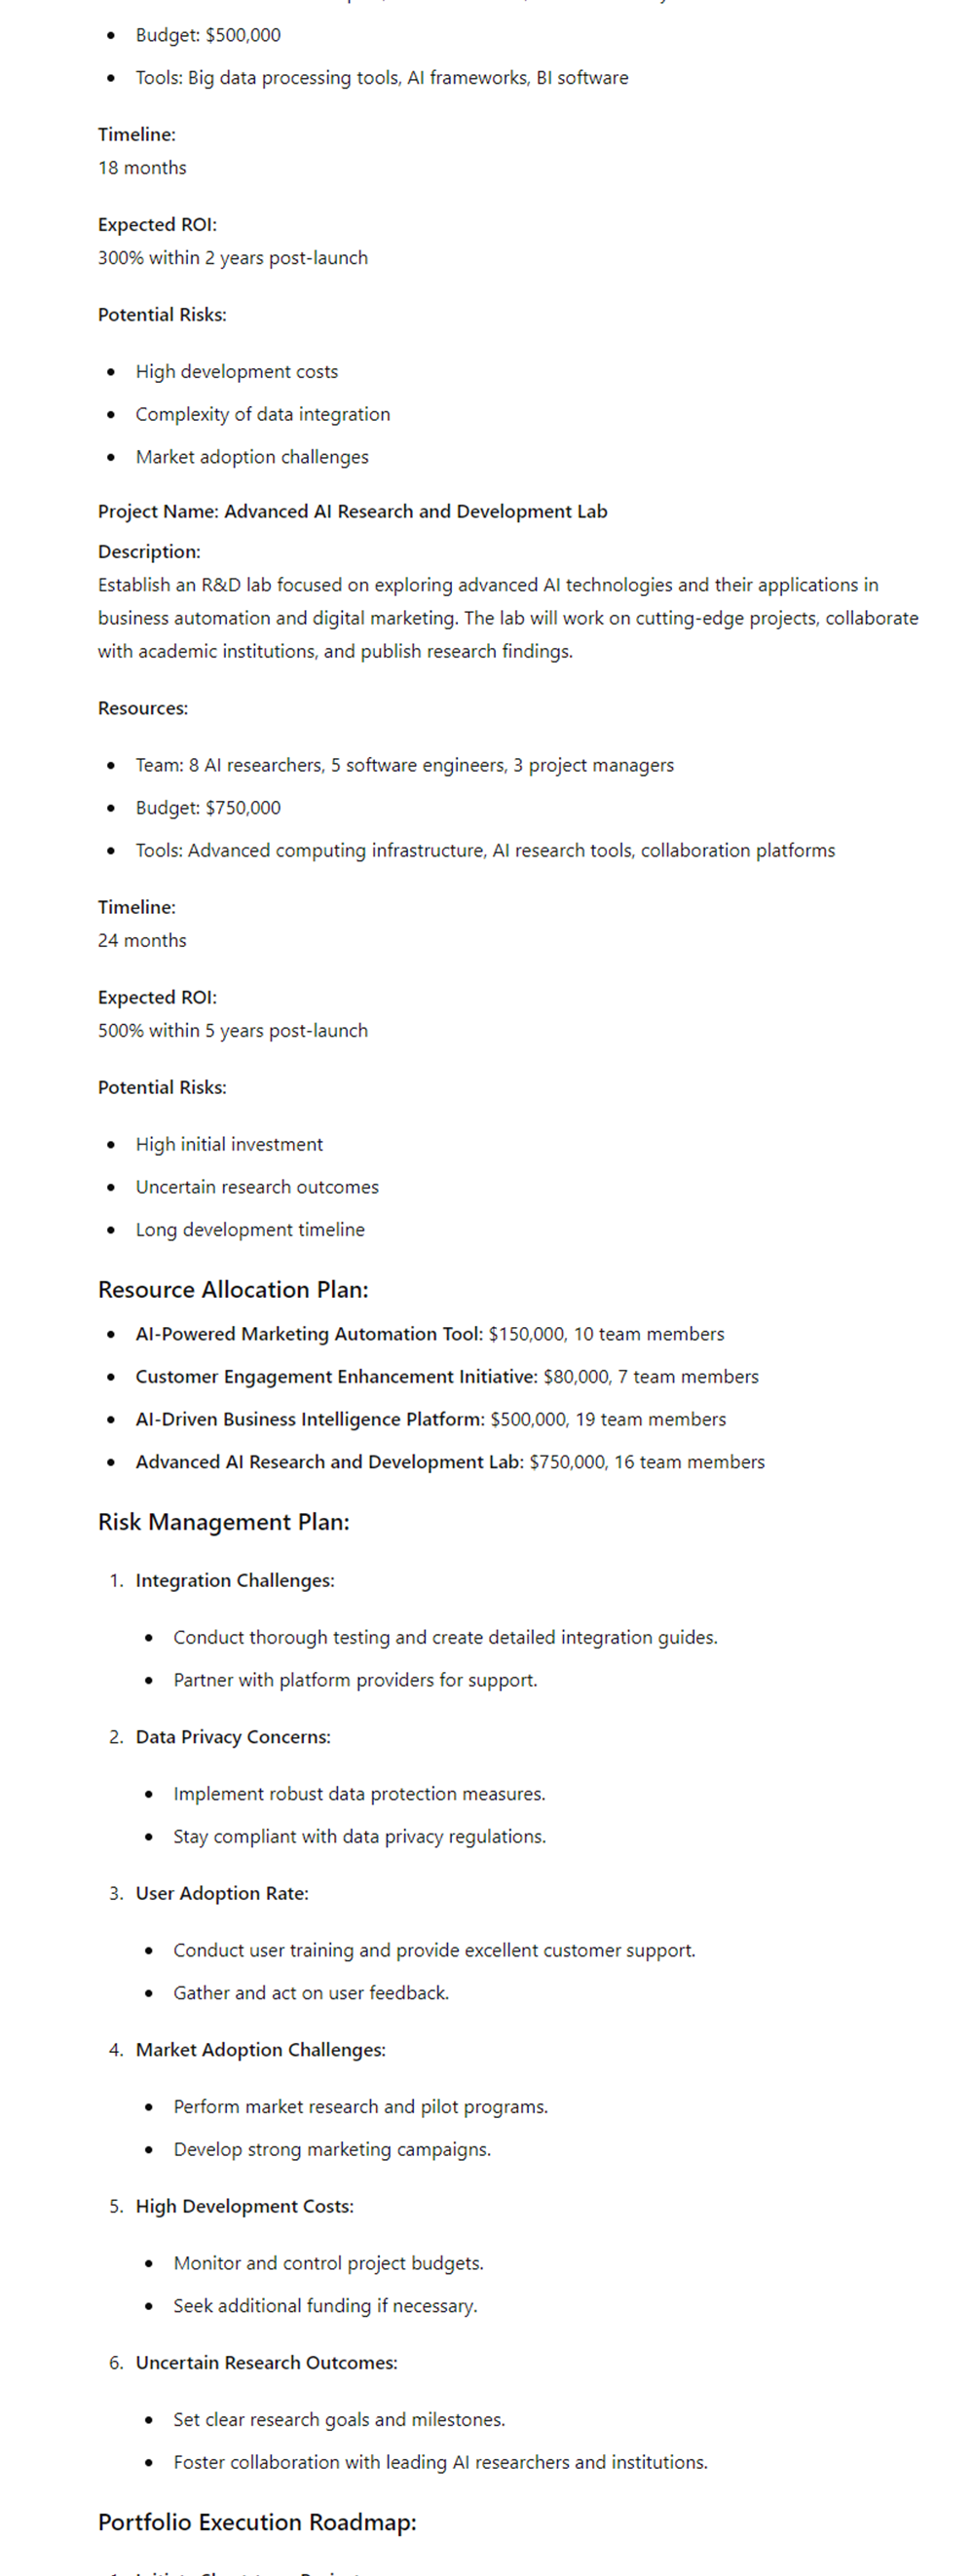 • Budget: $500,000
• Tools: Big data processing tools, AI frameworks, BI software
Timeline:
18 months
Expected ROI:
300% within 2 years post-launch
Potential Risks:
• High development costs
• Complexity of data integration
• Market adoption challenges
Project Name: Advanced AI Research and Development Lab
Description:
Establish an R&D lab focused on exploring advanced AI technologies and their applications in
business automation and digital marketing. The lab will work on cutting-edge projects, collaborate
with academic institutions, and publish research findings.
Resources:
• Team: 8 AI researchers, 5 software engineers, 3 project managers
• Budget: $750,000
• Tools: Advanced computing infrastructure, AI research tools, collaboration platforms
Timeline:
24 months
Expected ROI:
500% within 5 years post-launch
Potential Risks:
• High initial investment
• Uncertain research outcomes
• Long development timeline
Resource Allocation Plan:
• AI-Powered Marketing Automation Tool: $150,000, 10 team members
• Customer Engagement Enhancement Initiative: $80,000, 7 team members
• AI-Driven Business Intelligence Platform: $500,000, 19 team members
• Advanced AI Research and Development Lab: $750,000, 16 team members
Risk Management Plan:
1. Integration Challenges:
• Conduct thorough testing and create detailed integration guides.
• Partner with platform providers for support.
2. Data Privacy Concerns:
• Implement robust data protection measures.
• Stay compliant with data privacy regulations.
3. User Adoption Rate:
• Conduct user training and provide excellent customer support.
• Gather and act on user feedback.
4. Market Adoption Challenges:
• Perform market research and pilot programs.
• Develop strong marketing campaigns.
5. High Development Costs:
• Monitor and control project budgets.
• Seek additional funding if necessary.
6. Uncertain Research Outcomes:
• Set clear research goals and milestones.
• Foster collaboration with leading AI researchers and institutions.
Portfolio Execution Roadmap: